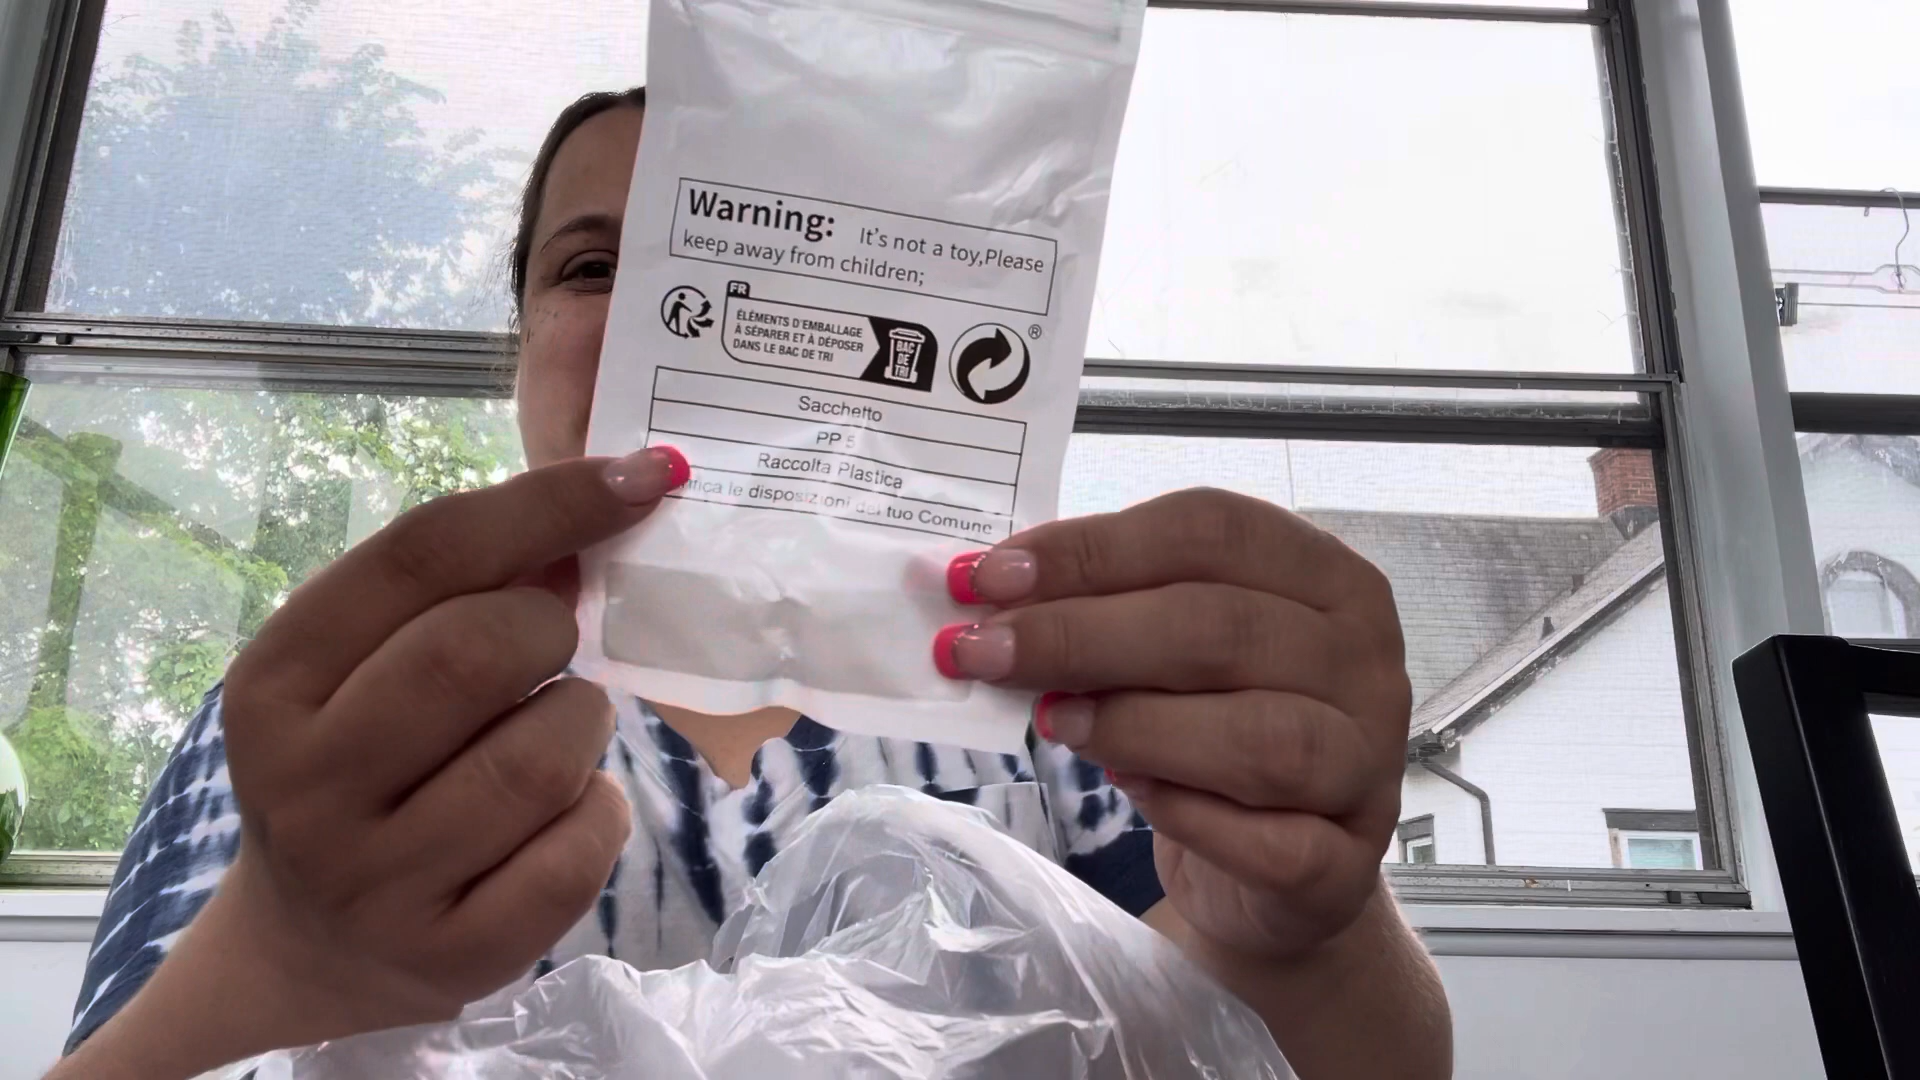 Warning: It's not a toy,Please
keep away from children;
FR
ÉLÉMENTS D'EMBALLAGE
À SÉPARER ET À DÉPOSER
DANS LE BAC DE TRI
BAC
DE
TRI
®
Sacchetto
PP 5
Raccolta Plastica
le disposizioni del tuo Comune